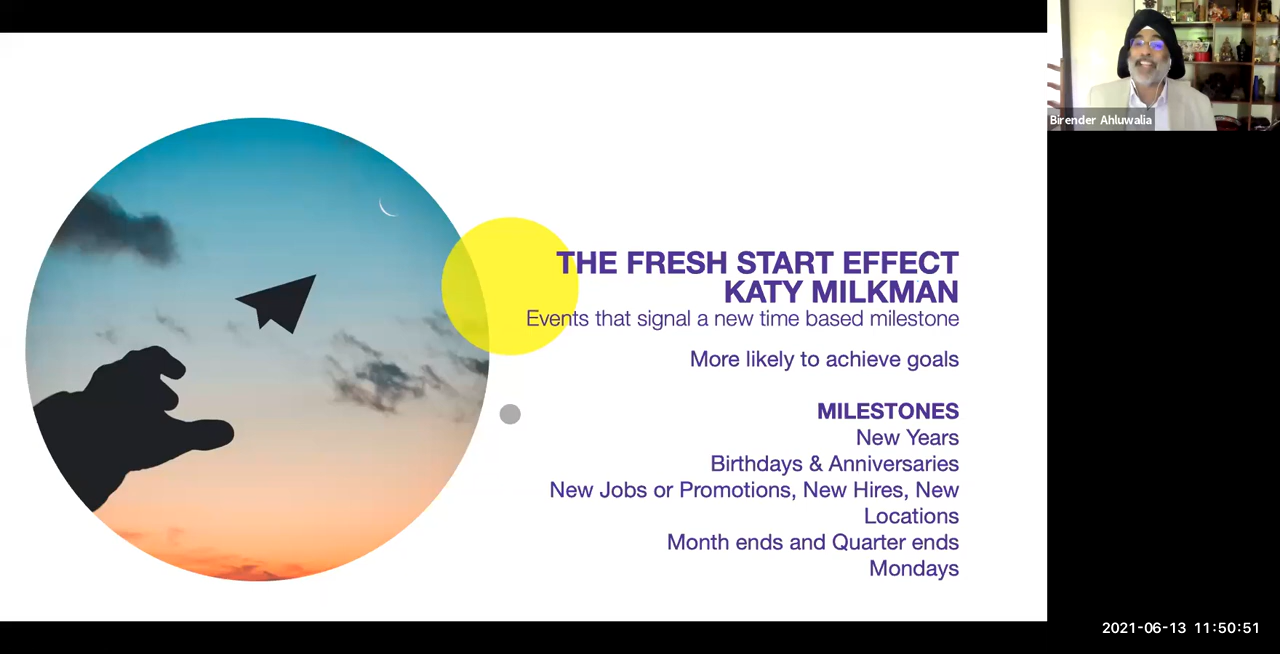 Birender Ahluwalia
THE FRESH START EFFECT
KATY MILKMAN
Events that signal a new time based milestone
More likely to achieve goals
MILESTONES
New Years
Birthdays & Anniversaries
New Jobs or Promotions, New Hires, New
Locations
Month ends and Quarter ends
Mondays
2021-06-13 11:50:51